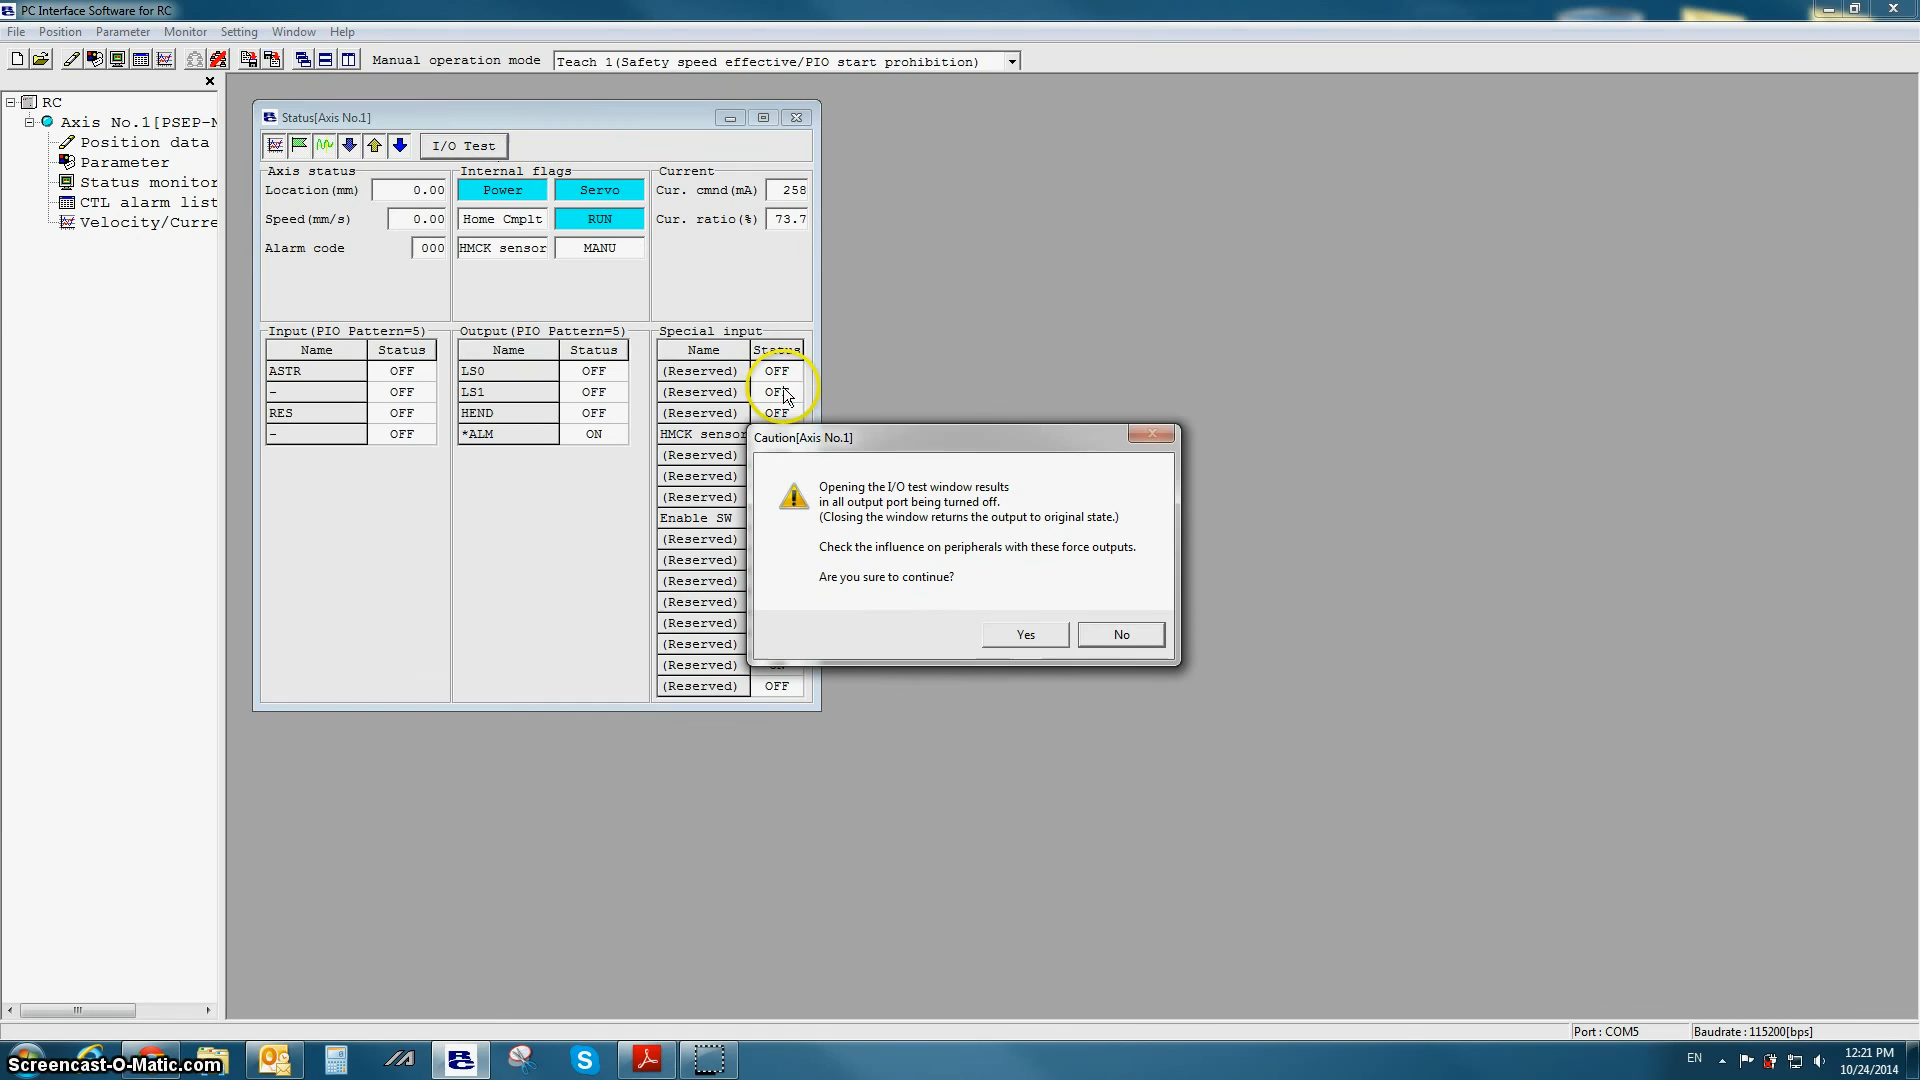 PC Interface Software for RC
File Position Parameter Monitor Setting Window Help
Manual operation mode Teach 1(Safety speed effective/PIO start prohibition)
RC
Axis No.1[PSEP-
Position data
Parameter
Status monitor
CTL alarm list
Velocity/Curre
Status[Axis No.1]
I/O Test
Axis status
Location(mm) 0.00
Speed(mm/s) 0.00
Alarm code 000
Internal flags
Power Servo
Home Cmplt RUN
HMCK sensor MANU
Current
Cur. cmnd(mA) 258
Cur. ratio(%) 73.7
Input(PIO Pattern=5)
Name Status
ASTR OFF
- OFF
RES OFF
- OFF
Output(PIO Pattern=5)
Name Status
LS0 OFF
LS1 OFF
HEND OFF
*ALM ON
Special input
Name Status
(Reserved) OFF
(Reserved) OFF
(Reserved) OFF
HMCK sensor
(Reserved)
(Reserved)
(Reserved)
Enable SW
(Reserved)
(Reserved)
(Reserved)
(Reserved)
(Reserved)
(Reserved)
(Reserved)
(Reserved) OFF
Caution[Axis No.1]
Opening the I/O test window results
in all output port being turned off.
(Closing the window returns the output to original state.)
Check the influence on peripherals with these force outputs.
Are you sure to continue?
Yes No
Port : COM5 Baudrate : 115200[bps]
Screencast-O-Matic.com
EN
12:21 PM
10/24/2014